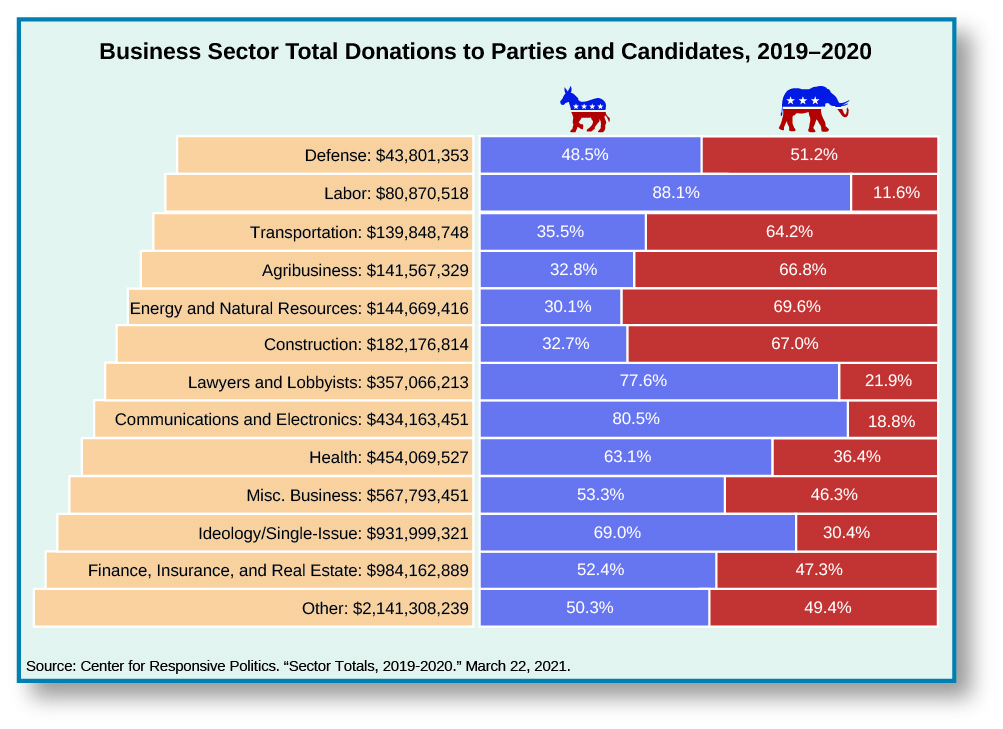 Business Sector Total Donations to Parties and Candidates, 2019–2020
Defense: $43,801,353 48.5% 51.2%
Labor: $80,870,518 88.1% 11.6%
Transportation: $139,848,748 35.5% 64.2%
Agribusiness: $141,567,329 32.8% 66.8%
Energy and Natural Resources: $144,669,416 30.1% 69.6%
Construction: $182,176,814 32.7% 67.0%
Lawyers and Lobbyists: $357,066,213 77.6% 21.9%
Communications and Electronics: $434,163,451 80.5% 18.8%
Health: $454,069,527 63.1% 36.4%
Misc. Business: $567,793,451 53.3% 46.3%
Ideology/Single-Issue: $931,999,321 69.0% 30.4%
Finance, Insurance, and Real Estate: $984,162,889 52.4% 47.3%
Other: $2,141,308,239 50.3% 49.4%
Source: Center for Responsive Politics. “Sector Totals, 2019-2020.” March 22, 2021.